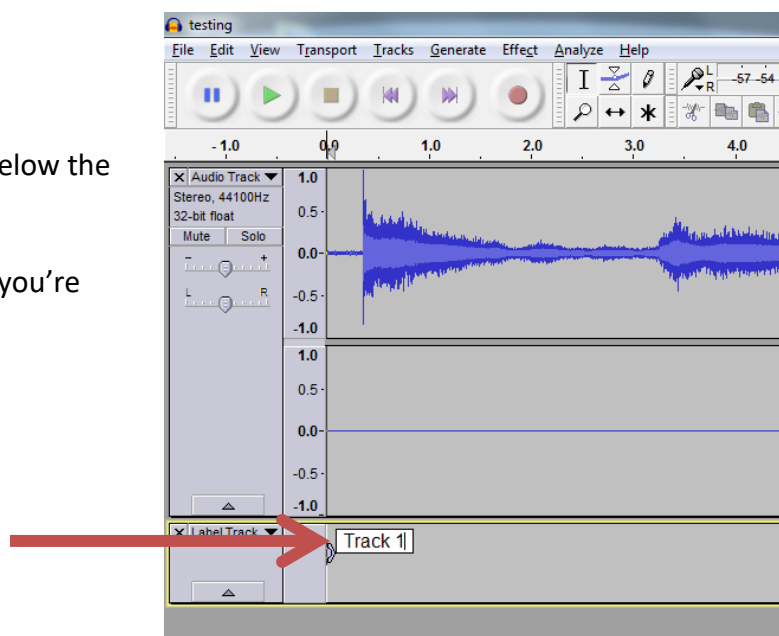 testing
File Edit View Transport Tracks Generate Effect Analyze Help
L
R
-57 -54
- 1.0 0.0 1.0 2.0 3.0 4.0
elow the
you're
X Audio Track
Stereo, 44100Hz
32-bit float
Mute Solo
- +
L R
1.0
0.5
0.0
-0.5
-1.0
1.0
0.5
0.0
-0.5
-1.0
X Label Track
Track 1